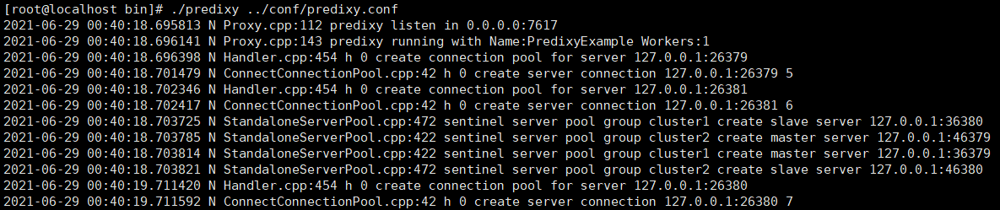 [root@localhost bin]# ./predixy ../conf/predixy.conf
2021-06-29 00:40:18.695813 N Proxy.cpp:112 predixy listen in 0.0.0.0:7617
2021-06-29 00:40:18.696141 N Proxy.cpp:143 predixy running with Name:PredixyExample Workers:1
2021-06-29 00:40:18.696398 N Handler.cpp:454 h 0 create connection pool for server 127.0.0.1:26379
2021-06-29 00:40:18.701479 N ConnectConnectionPool.cpp:42 h 0 create server connection 127.0.0.1:26379 5
2021-06-29 00:40:18.702346 N Handler.cpp:454 h 0 create connection pool for server 127.0.0.1:26381
2021-06-29 00:40:18.702417 N ConnectConnectionPool.cpp:42 h 0 create server connection 127.0.0.1:26381 6
2021-06-29 00:40:18.703725 N StandaloneServerPool.cpp:472 sentinel server pool group cluster1 create slave server 127.0.0.1:36380
2021-06-29 00:40:18.703785 N StandaloneServerPool.cpp:422 sentinel server pool group cluster2 create master server 127.0.0.1:46379
2021-06-29 00:40:18.703814 N StandaloneServerPool.cpp:422 sentinel server pool group cluster1 create master server 127.0.0.1:36379
2021-06-29 00:40:18.703821 N StandaloneServerPool.cpp:472 sentinel server pool group cluster2 create slave server 127.0.0.1:46380
2021-06-29 00:40:19.711420 N Handler.cpp:454 h 0 create connection pool for server 127.0.0.1:26380
2021-06-29 00:40:19.711592 N ConnectConnectionPool.cpp:42 h 0 create server connection 127.0.0.1:26380 7